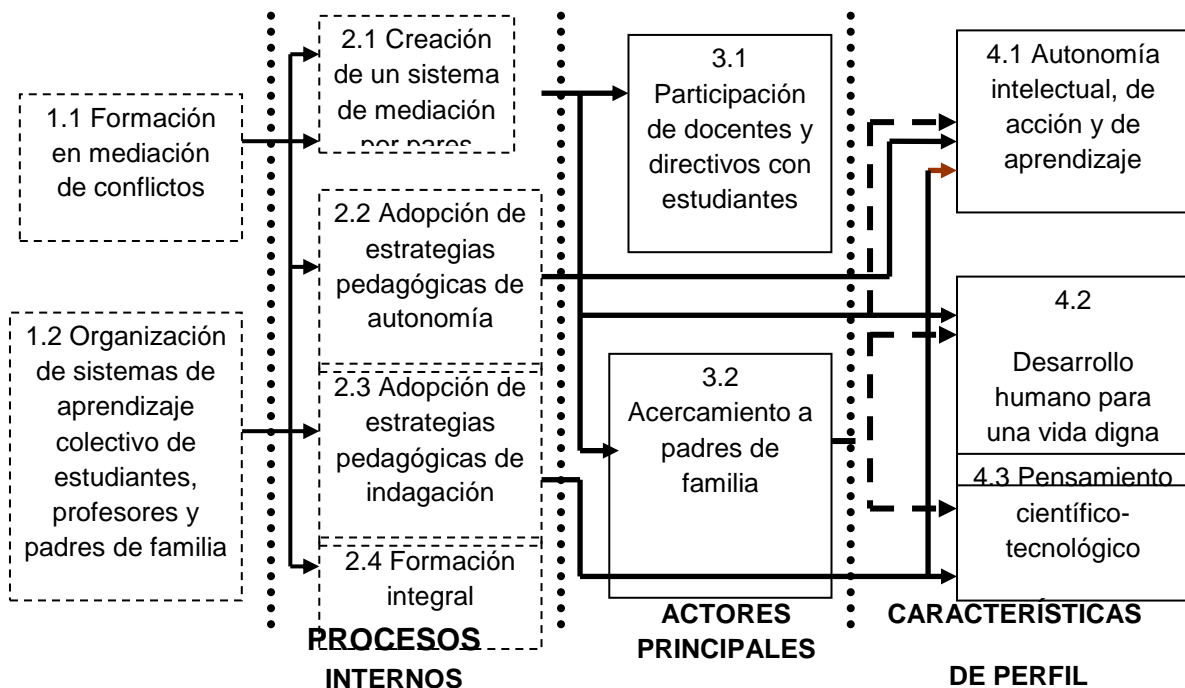 1.1 Formación
en mediación
de conflictos
1.2 Organización
de sistemas de
aprendizaje
colectivo de
estudiantes,
profesores y
padres de familia
2.1 Creación
de un sistema
de mediación
por pares
2.2 Adopción de
estrategias
pedagógicas de
autonomía
2.3 Adopción de
estrategias
pedagógicas de
indagación
2.4 Formación
integral
PROCESOS
INTERNOS
3.1
Participación
de docentes y
directivos con
estudiantes
3.2
Acercamiento a
padres de
familia
ACTORES
PRINCIPALES
4.1 Autonomía
intelectual, de
acción y de
aprendizaje
4.2
Desarrollo
humano para
una vida digna
4.3 Pensamiento
científico-
tecnológico
CARACTERÍSTICAS
DE PERFIL